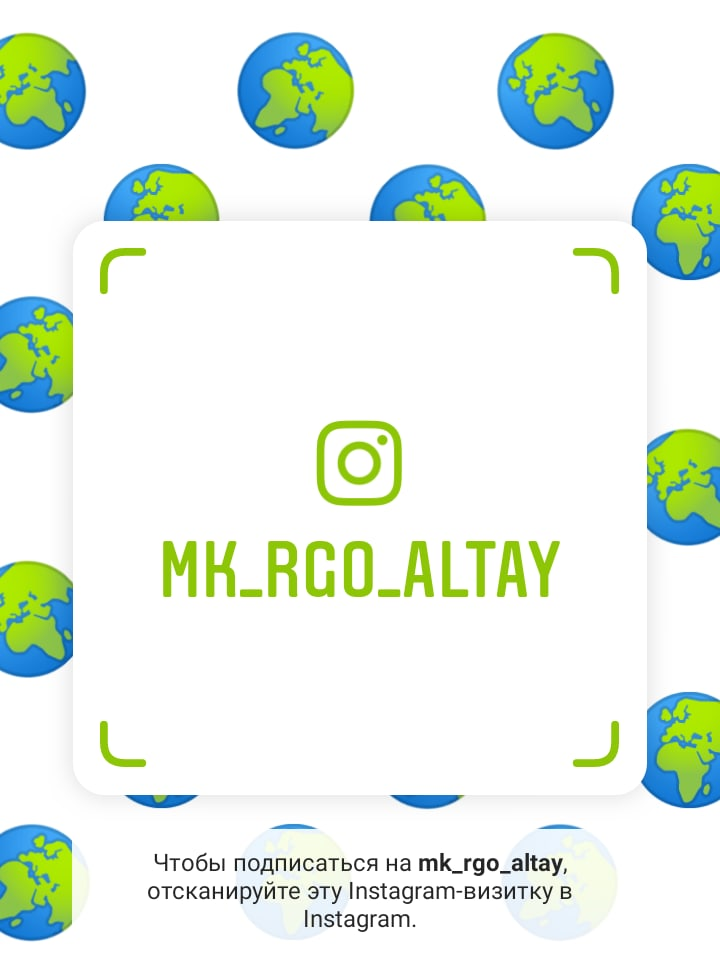 MK_RGO_ALTAY
Чтобы подписаться на mk_rgo_altay,
отсканируйте эту Instagram-визитку в
Instagram.